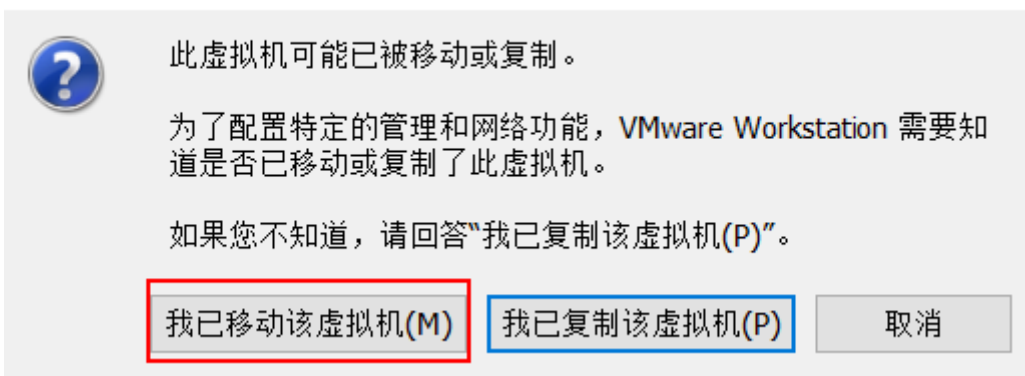 此虚拟机可能已被移动或复制。
为了配置特定的管理和网络功能，VMware Workstation 需要知
道是否已移动或复制了此虚拟机。
如果您不知道，请回答“我已复制该虚拟机(P)”。
我已移动该虚拟机(M) 我已复制该虚拟机(P) 取消